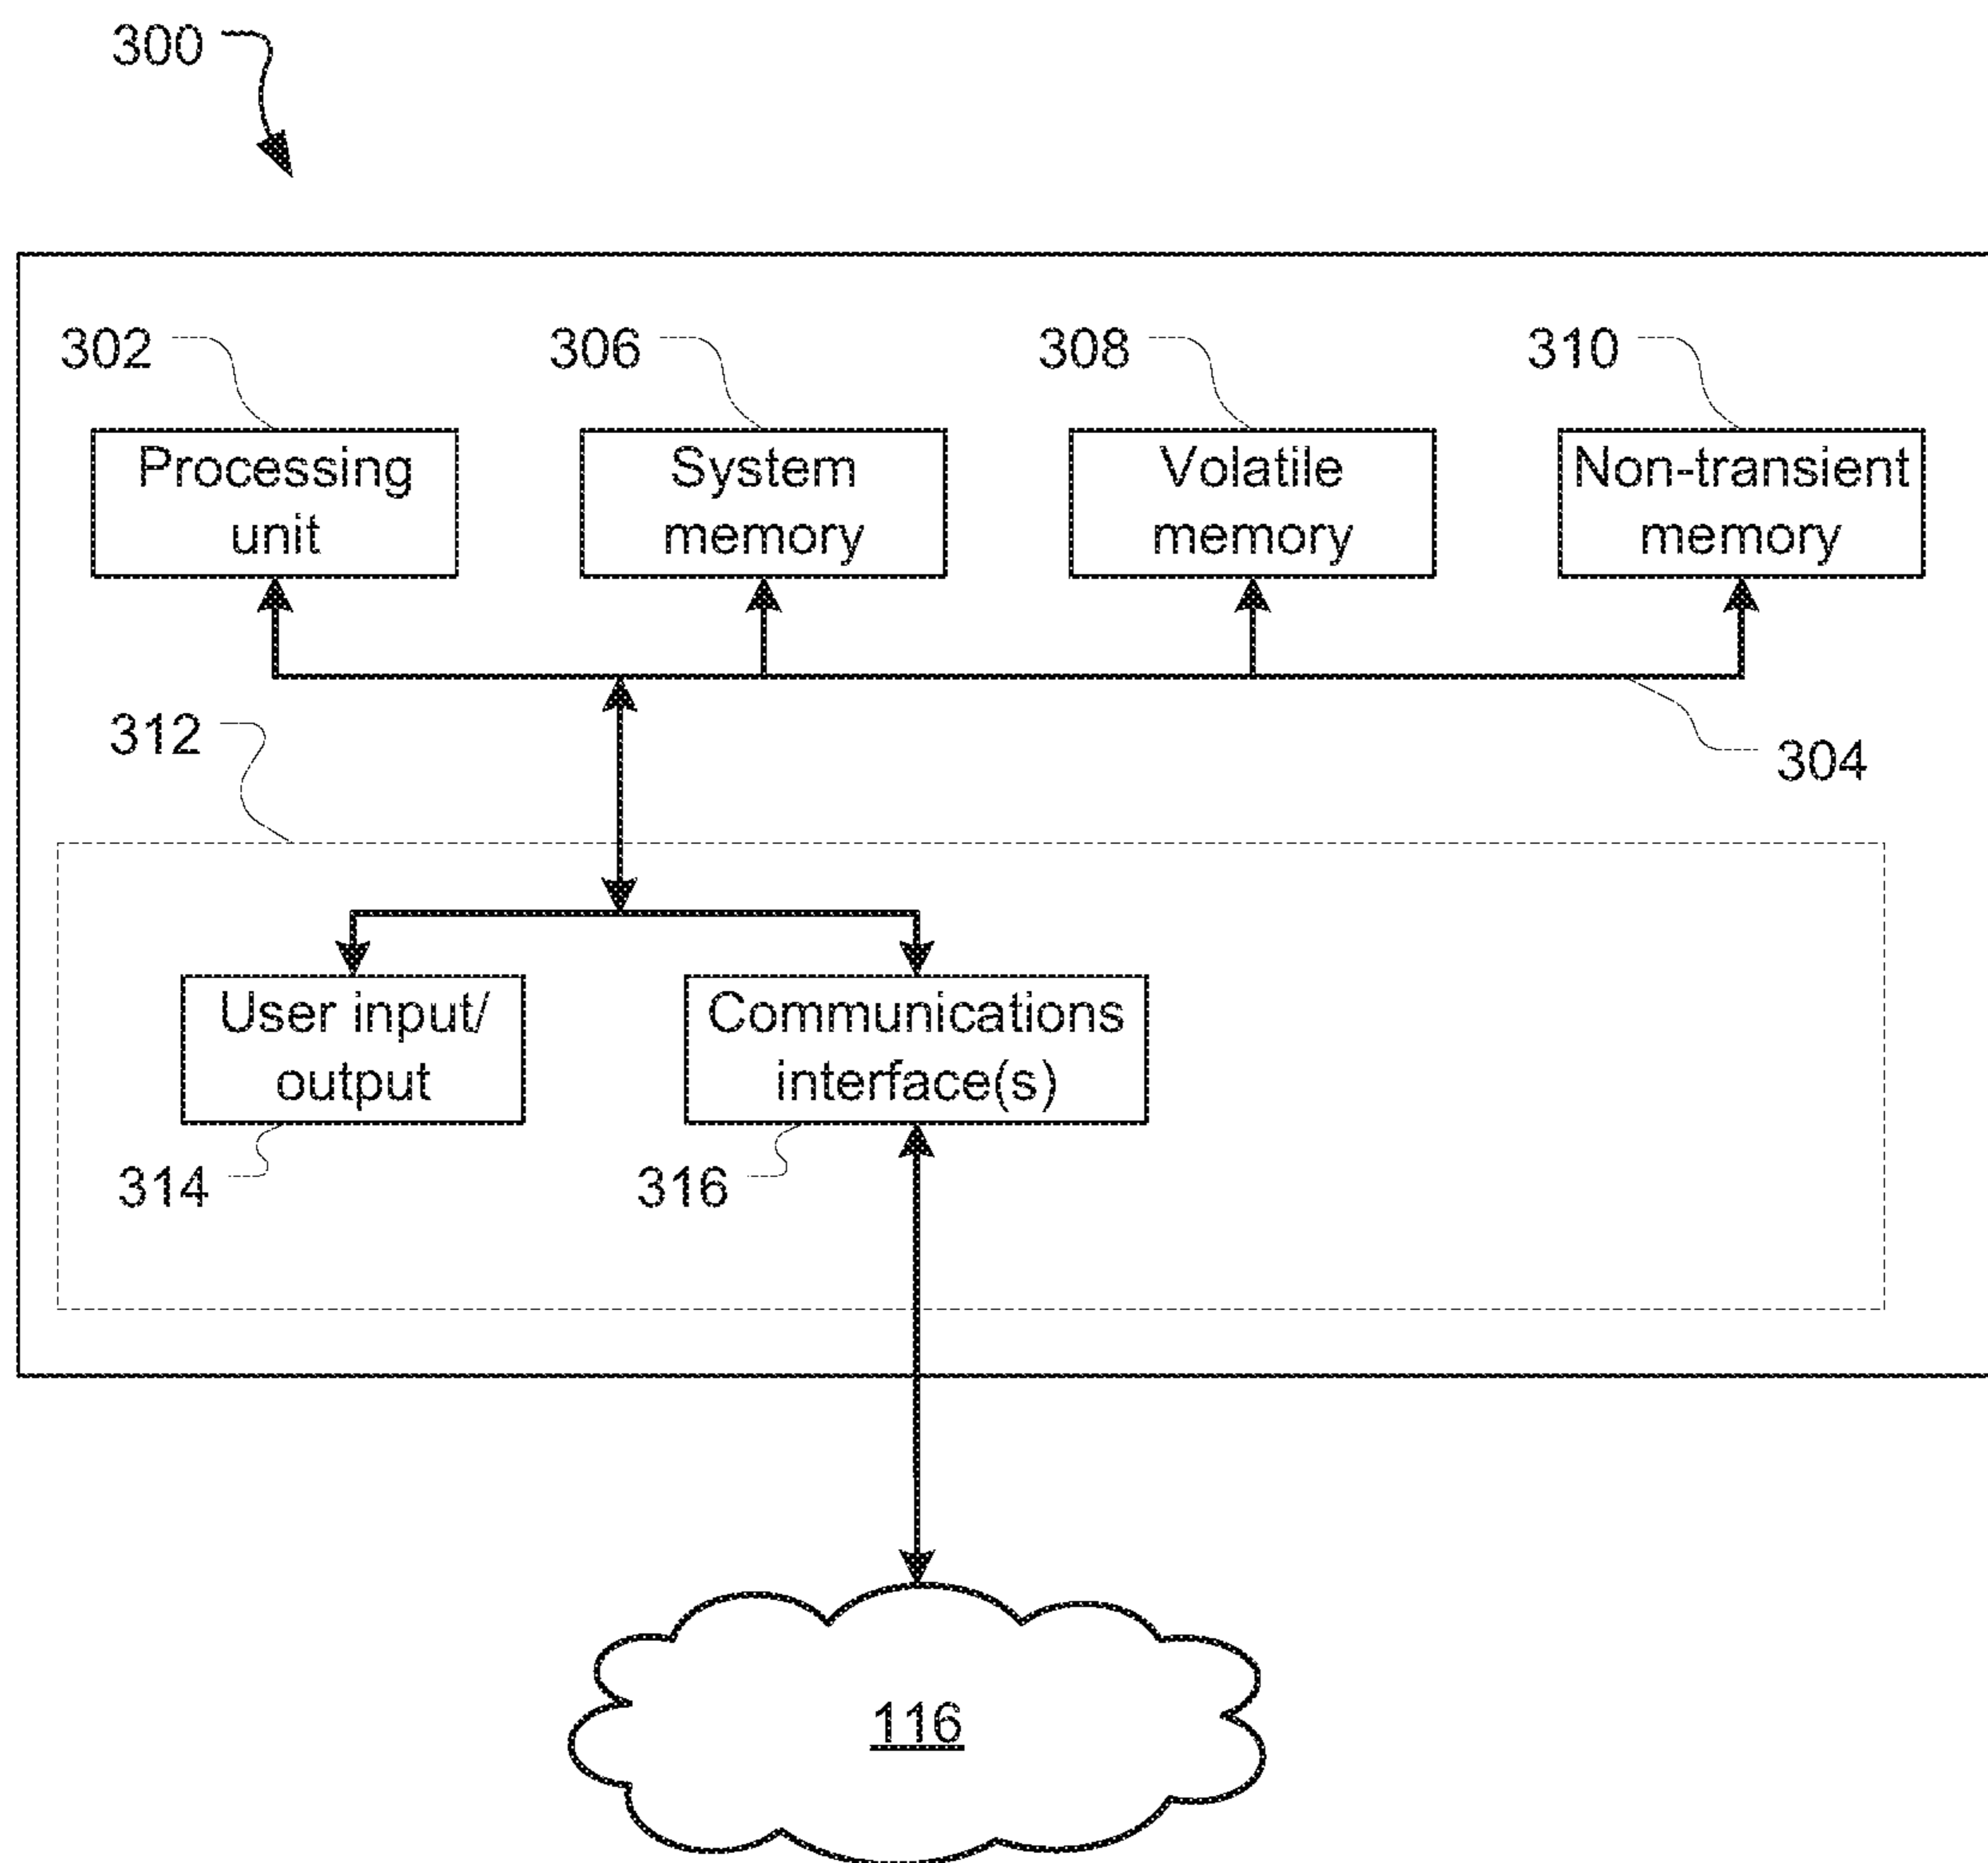 300
302
306
308
310
Processing
unit
System
memory
Volatile
memory
Non-transient
memory
312
304
User input/
output
Communications
interface(s)
314
316
116